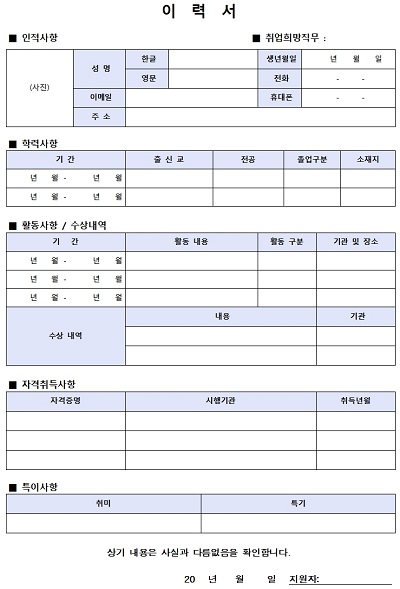 이 력 서
■ 인적사항 ■ 취업희망직무 :
(사진) 성 명 한글 생년월일 년 월 일
영문 전화 - -
이메일 휴대폰 - -
주 소
■ 학력사항
기 간 출 신 교 전공 졸업구분 소재지
년 월 - 년 월
년 월 - 년 월
■ 활동사항 / 수상내역
기 간 활동 내용 활동 구분 기관 및 장소
년 월 - 년 월
년 월 - 년 월
년 월 - 년 월
수상 내역 내용 기관
■ 자격취득사항
자격증명 시행기관 취득년월
■ 특이사항
취미 특기
상기 내용은 사실과 다름없음을 확인합니다.
20 년 월 일 지원자: